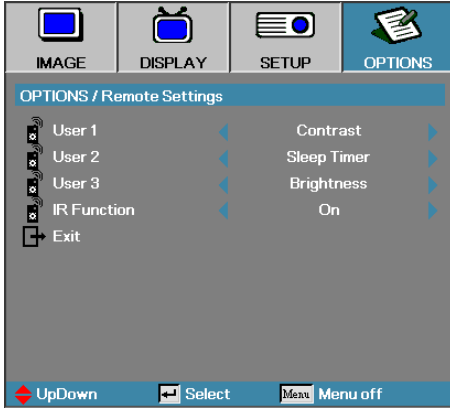 IMAGE DISPLAY SETUP OPTIONS
OPTIONS / Remote Settings
User 1 Contrast
User 2 Sleep Timer
User 3 Brightness
IR Function On
Exit
UpDown Select Menu Menu off